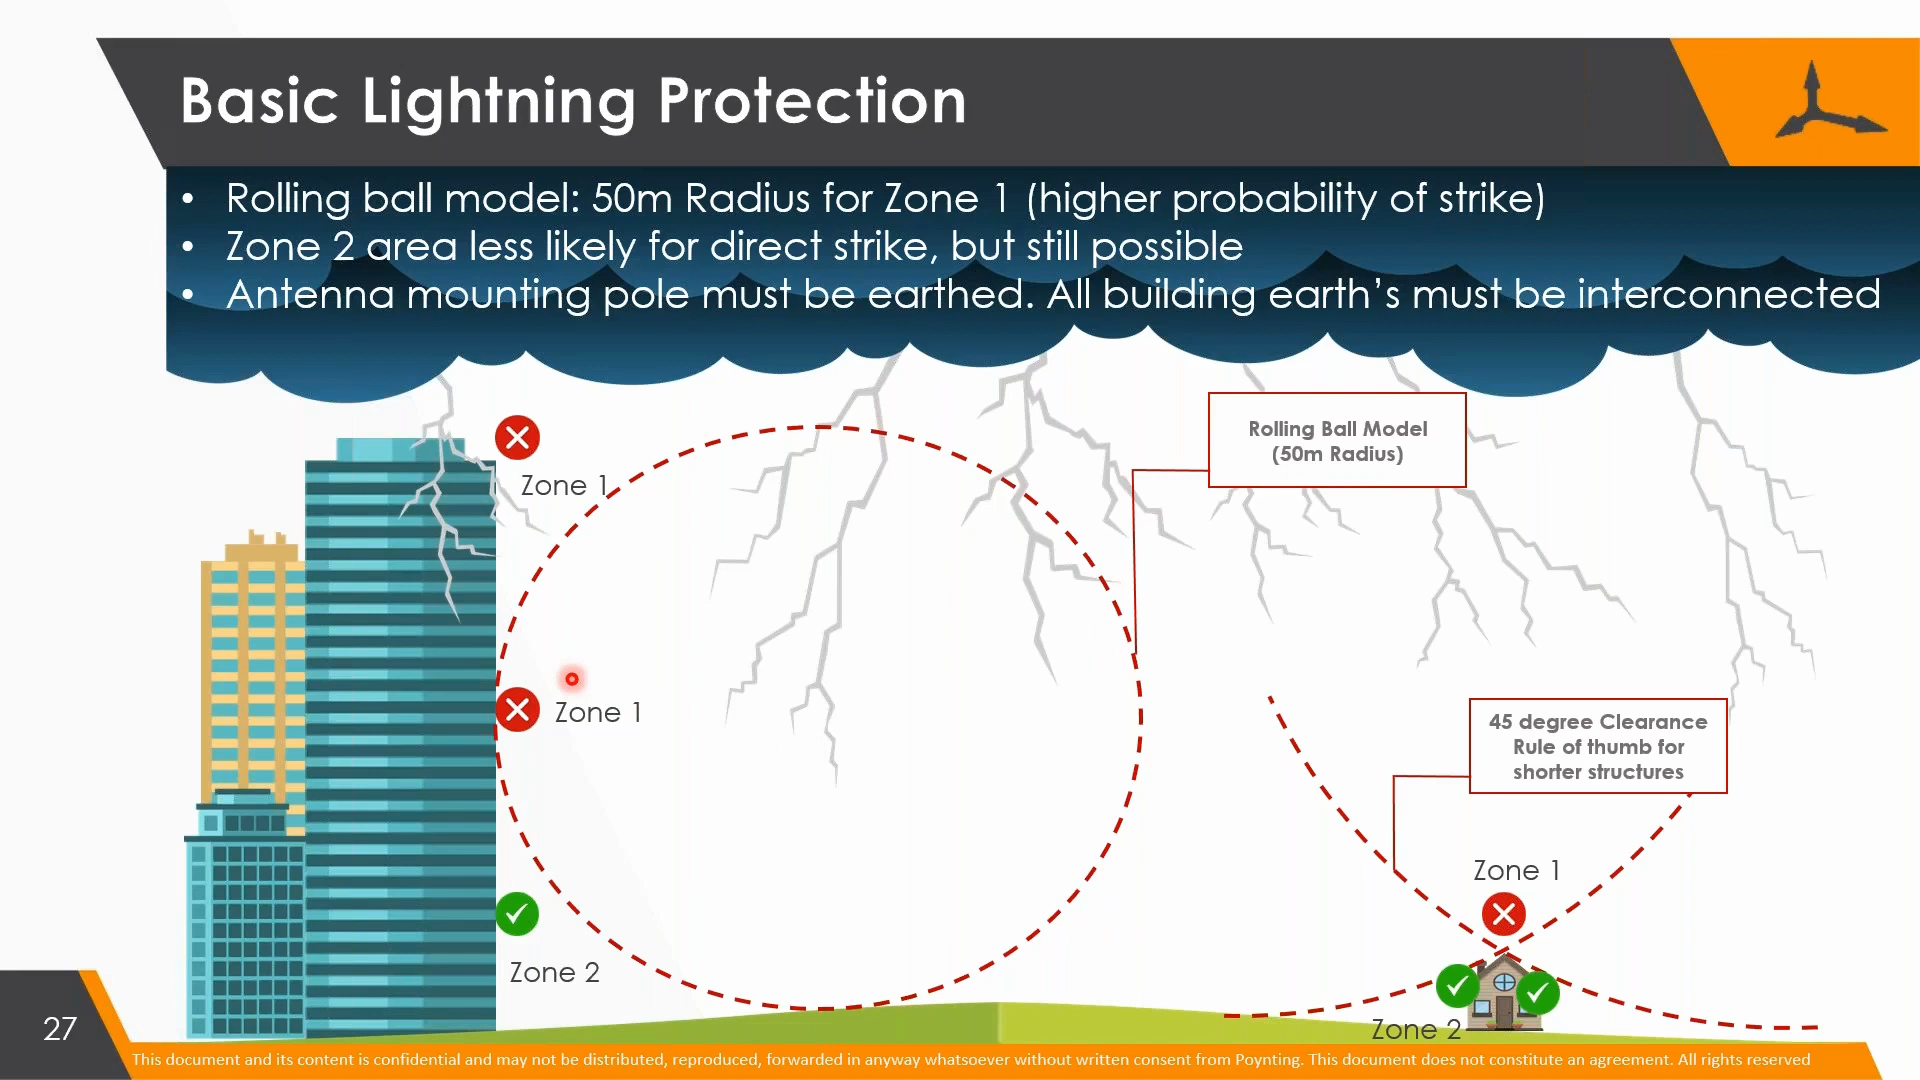 Basic Lightning Protection
• Rolling ball model: 50m Radius for Zone 1 (higher probability of strike)
• Zone 2 area less likely for direct strike, but still possible
• Antenna mounting pole must be earthed. All building earth’s must be interconnected
Rolling Ball Model
(50m Radius)
Zone 1
Zone 1
45 degree Clearance
Rule of thumb for
shorter structures
Zone 1
Zone 2
Zone 2
27
This document and its content is confidential and may not be distributed, reproduced, forwarded in anyway whatsoever without written consent from Poynting. This document does not constitute an agreement. All rights reserved